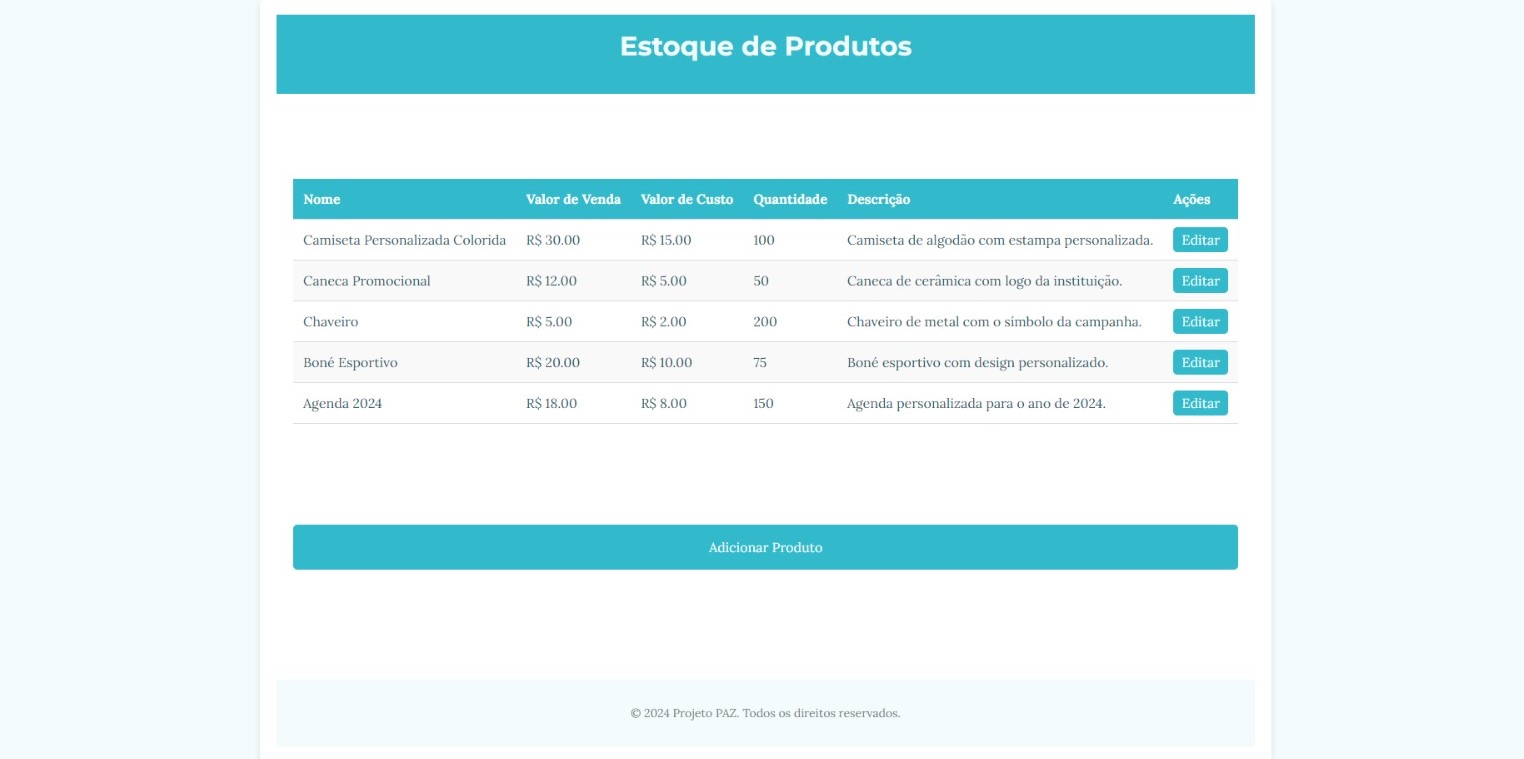 Estoque de Produtos
Nome Valor de Venda Valor de Custo Quantidade Descrição Ações
Camiseta Personalizada Colorida R$ 30.00 R$ 15.00 100 Camiseta de algodão com estampa personalizada. Editar
Caneca Promocional R$ 12.00 R$ 5.00 50 Caneca de cerâmica com logo da instituição. Editar
Chaveiro R$ 5.00 R$ 2.00 200 Chaveiro de metal com o símbolo da campanha. Editar
Boné Esportivo R$ 20.00 R$ 10.00 75 Boné esportivo com design personalizado. Editar
Agenda 2024 R$ 18.00 R$ 8.00 150 Agenda personalizada para o ano de 2024. Editar
Adicionar Produto
© 2024 Projeto PAZ. Todos os direitos reservados.